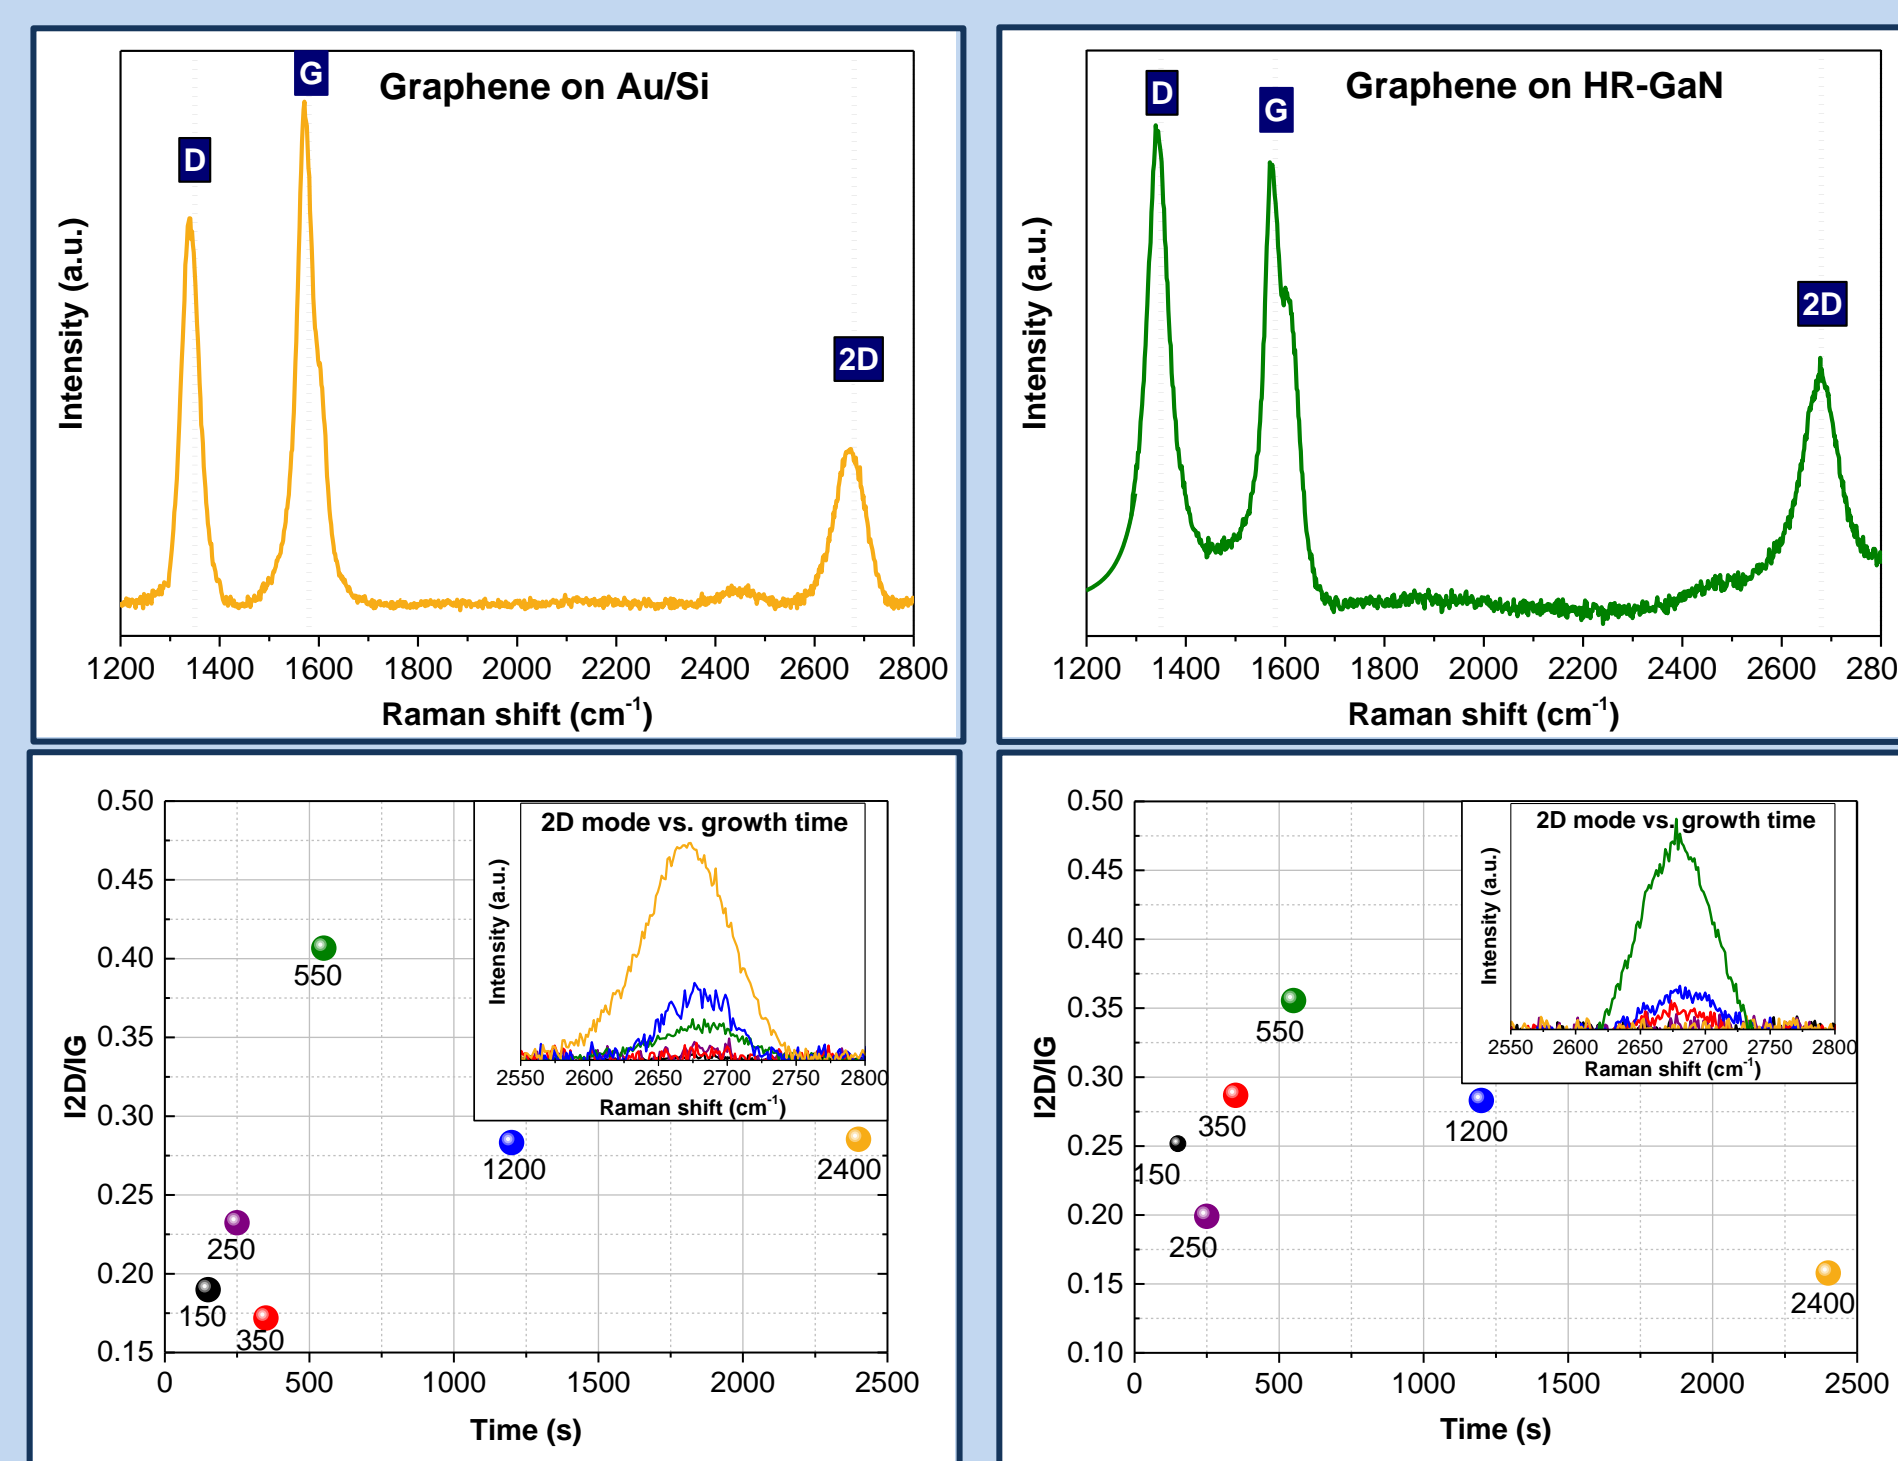 Graphene on Au/Si
D
G
2D
Intensity (a.u.)
1200 1400 1600 1800 2000 2200 2400 2600 2800
Raman shift (cm-1)
Graphene on HR-GaN
D
G
2D
Intensity (a.u.)
1200 1400 1600 1800 2000 2200 2400 2600 280
Raman shift (cm-1)
0.50
0.45
0.40
0.35
0.30
0.25
0.20
0.15
I2D/IG
550
1200
2400
250
150
350
0 500 1000 1500 2000 2500
Time (s)
2D mode vs. growth time
Intensity (a.u.)
2550 2600 2650 2700 2750 2800
Raman shift (cm-1)
0.50
0.45
0.40
0.35
0.30
0.25
0.20
0.15
0.10
I2D/IG
550
350
1200
150
250
2400
0 500 1000 1500 2000 2500
Time (s)
2D mode vs. growth time
Intensity (a.u.)
2550 2600 2650 2700 2750 2800
Raman shift (cm-1)